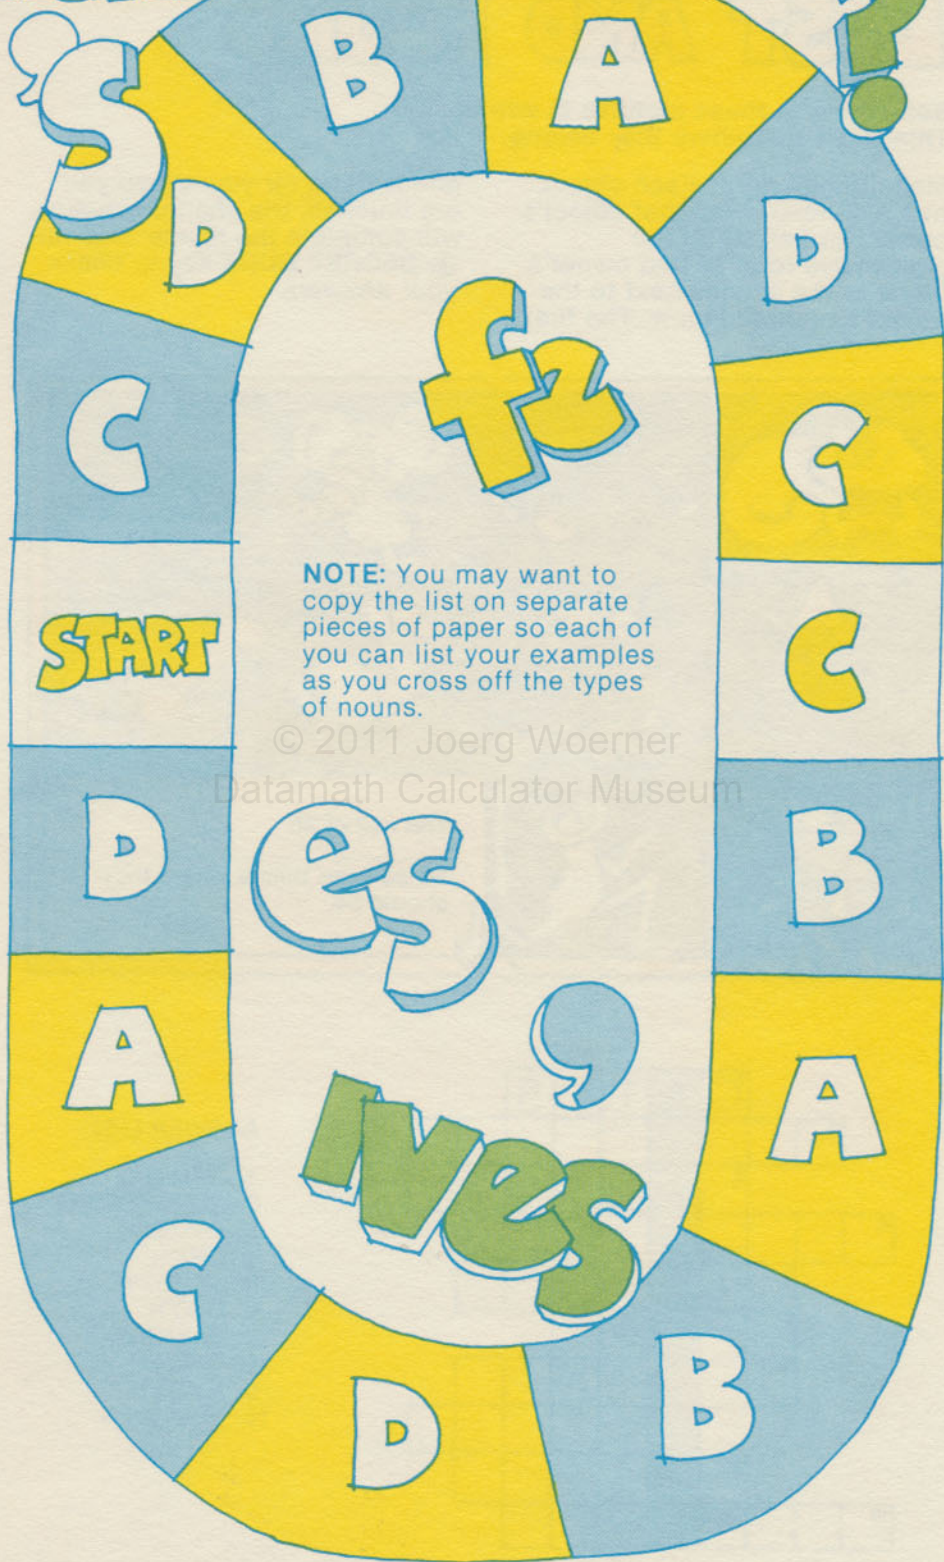 's
B
A
?
D
D
C
fz
C
NOTE: You may want to
copy the list on separate
pieces of paper so each of
you can list your examples
as you cross off the types
of nouns.
START
C
© 2011 Joerg Woerner
Datamath Calculator Museum
D
es
B
A
,
A
ives
C
D
B